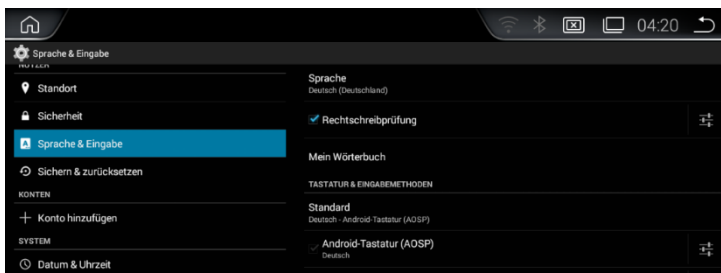 04:20
Sprache & Eingabe
NUTZER
Standort
Sicherheit
Sprache & Eingabe
Sichern & zurücksetzen
KONTEN
Konto hinzufügen
SYSTEM
Datum & Uhrzeit
Sprache
Deutsch (Deutschland)
Rechtschreibprüfung
Mein Wörterbuch
TASTATUR & EINGABEMETHODEN
Standard
Deutsch - Android-Tastatur (AOSP)
Android-Tastatur (AOSP)
Deutsch